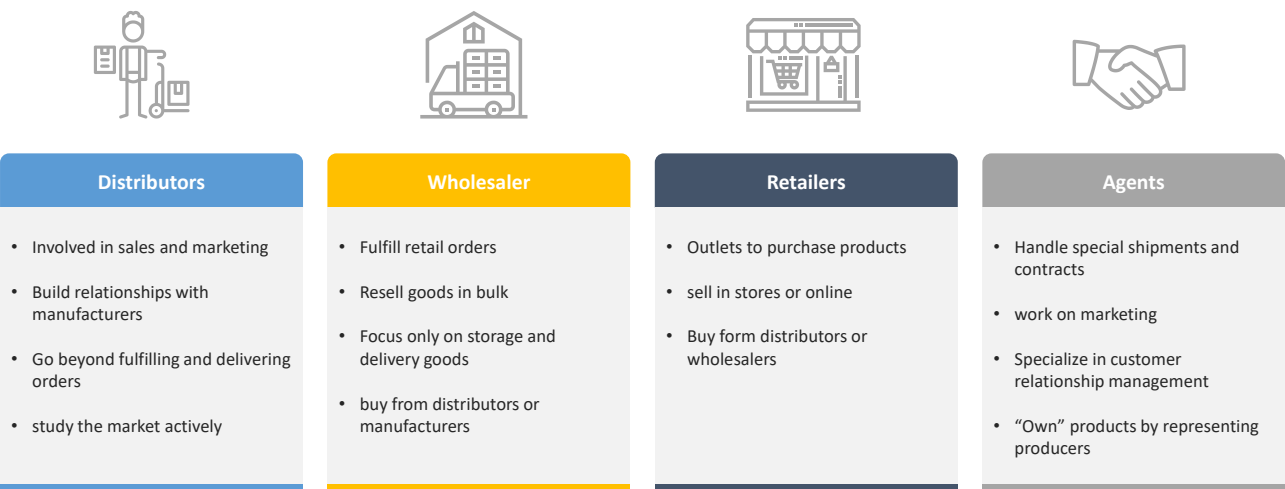 Distributors
• Involved in sales and marketing
• Build relationships with
manufacturers
• Go beyond fulfilling and delivering
orders
• study the market actively
Wholesaler
• Fulfill retail orders
• Resell goods in bulk
• Focus only on storage and
delivery goods
• buy from distributors or
manufacturers
Retailers
• Outlets to purchase products
• sell in stores or online
• Buy form distributors or
wholesalers
Agents
• Handle special shipments and
contracts
• work on marketing
• Specialize in customer
relationship management
• “Own” products by representing
producers